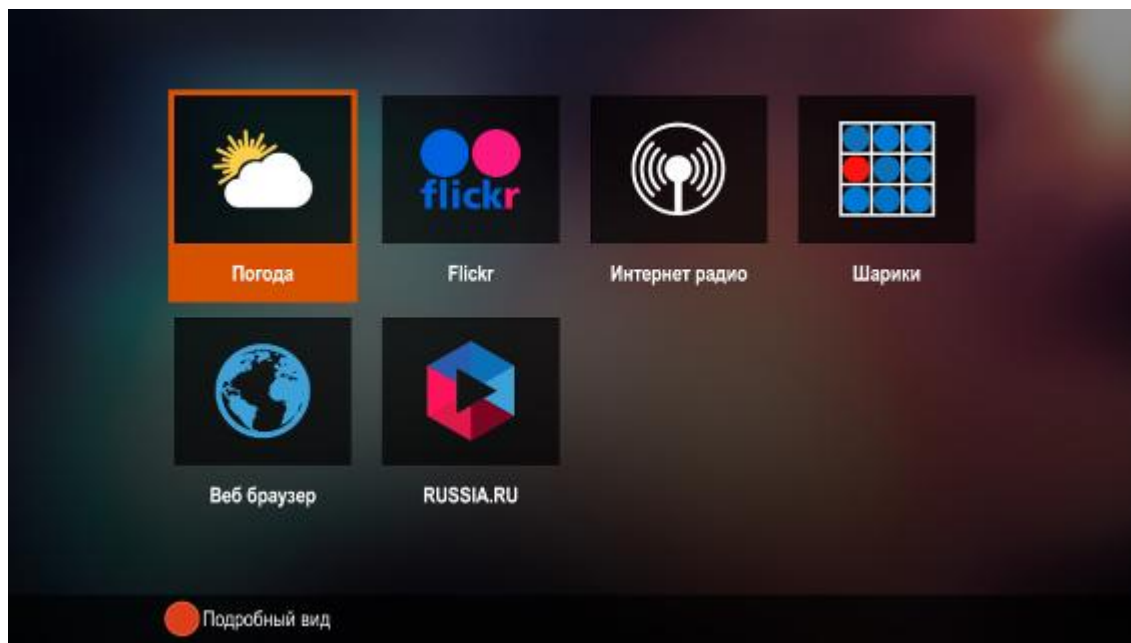 flickr
Погода
Flickr
Интернет радио
Шарики
Веб браузер
RUSSIA.RU
Подробный вид